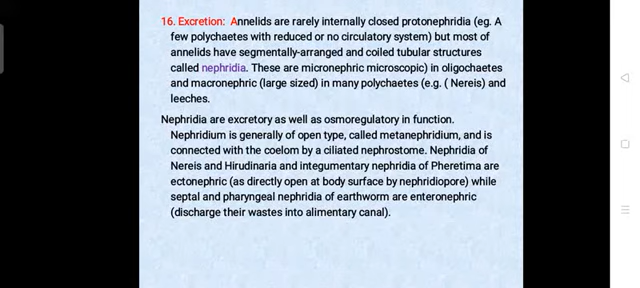 16. Excretion: Annelids are rarely internally closed protonephridia (eg. A
few polychaetes with reduced or no circulatory system) but most of
annelids have segmentally-arranged and coiled tubular structures
called nephridia. These are micronephric microscopic) in oligochaetes
and macronephric (large sized) in many polychaetes (e.g. ( Nereis) and
leeches.
Nephridia are excretory as well as osmoregulatory in function.
Nephridium is generally of open type, called metanephridium, and is
connected with the coelom by a ciliated nephrostome. Nephridia of
Nereis and Hirudinaria and integumentary nephridia of Pheretima are
ectonephric (as directly open at body surface by nephridiopore) while
septal and pharyngeal nephridia of earthworm are enteronephric
(discharge their wastes into alimentary canal).